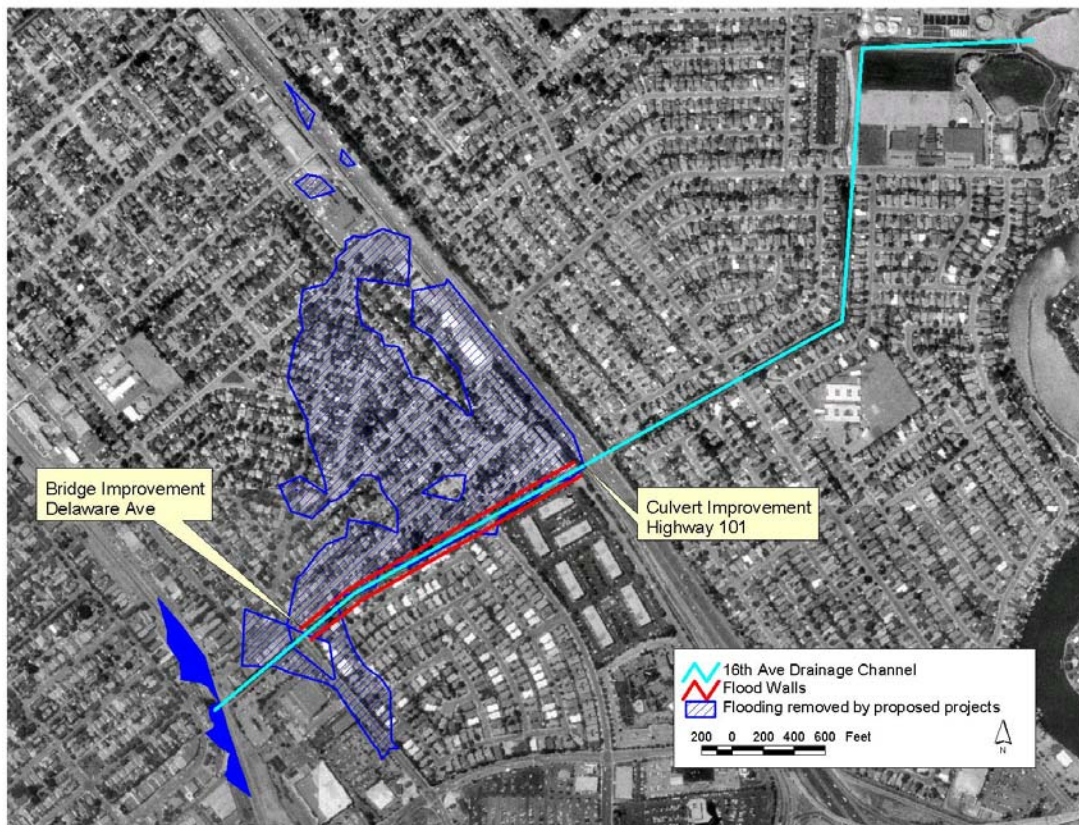 Bridge Improvement
Delaware Ave
Culvert Improvement
Highway 101
16th Ave Drainage Channel
Flood Walls
Flooding removed by proposed projects
200 0 200 400 600 Feet
N